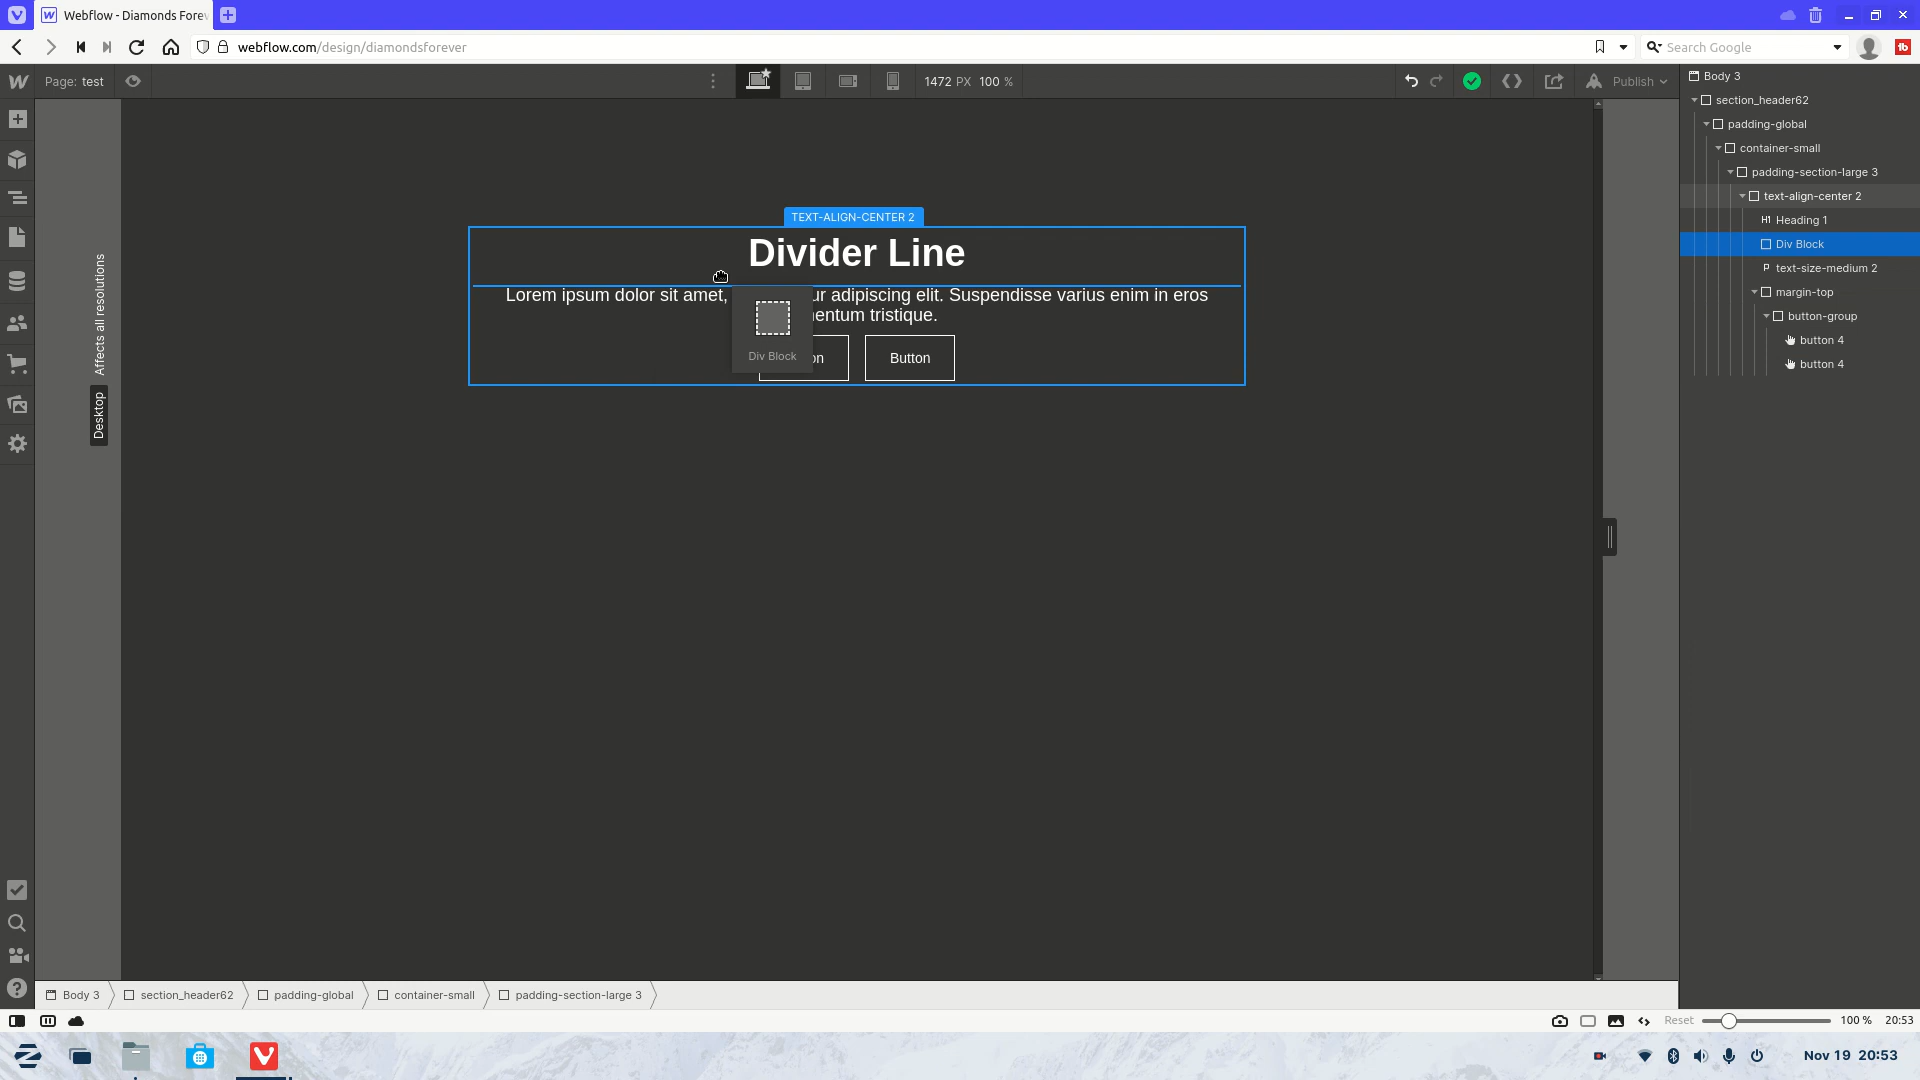 Webflow - Diamonds Forev
webflow.com/design/diamondsforever
Search Google
Page: test
1472 PX 100 %
Publish
Affects all resolutions
Desktop
TEXT-ALIGN-CENTER 2
Divider Line
Lorem ipsum dolor sit amet, ur adipiscing elit. Suspendisse varius enim in eros
entum tristique.
Div Block
on
Button
Body 3
section_header62
padding-global
container-small
padding-section-large 3
text-align-center 2
H1 Heading 1
Div Block
P text-size-medium 2
margin-top
button-group
button 4
button 4
Body 3 section_header62 padding-global container-small padding-section-large 3
Reset 100 % 20:53
Nov 19 20:53